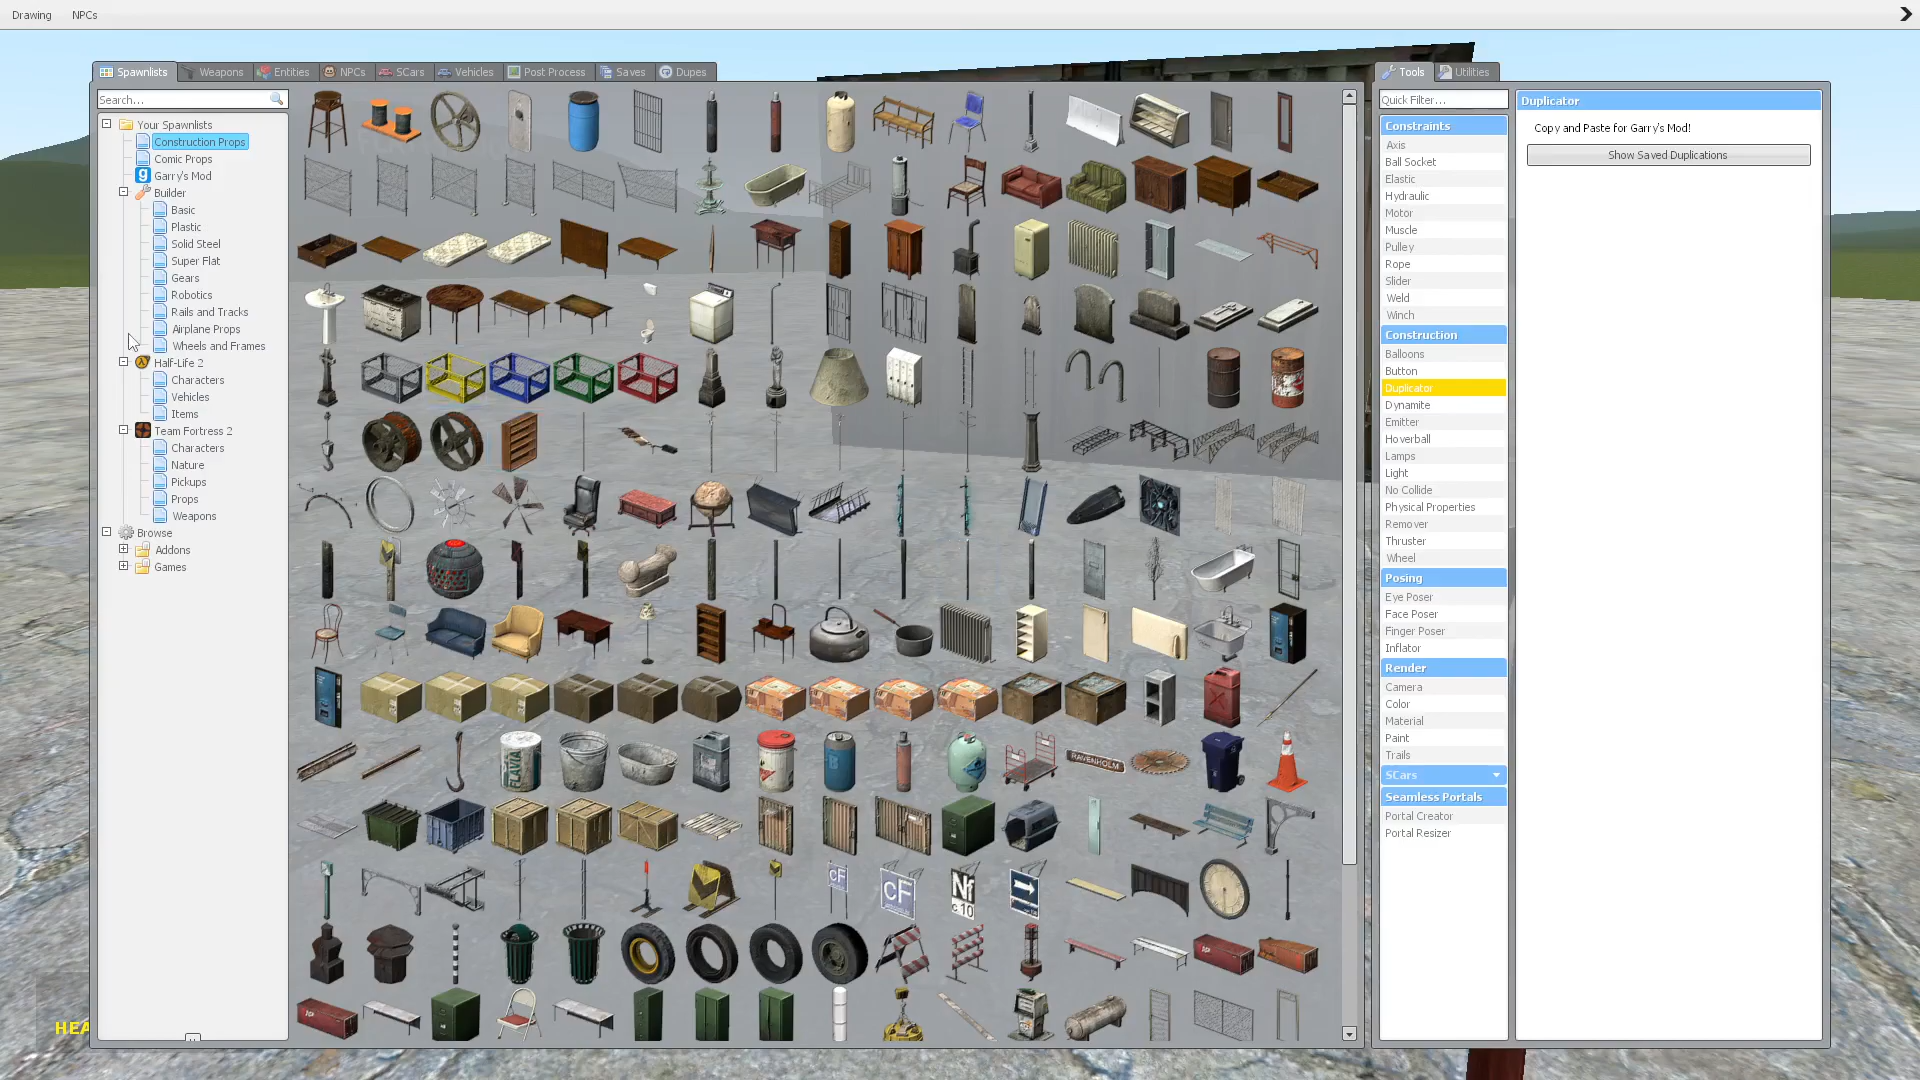 Drawing NPCs
Spawnlists Weapons Entities NPCs SCars Vehicles Post Process Saves Dupes
Search...
Your Spawnlists
Construction Props
Comic Props
Garry's Mod
Builder
Basic
Plastic
Solid Steel
Super Flat
Gears
Robotics
Rails and Tracks
Airplane Props
Wheels and Frames
Half-Life 2
Characters
Vehicles
Items
Team Fortress 2
Characters
Nature
Pickups
Props
Weapons
Browse
Addons
Games
RAVENHOLM
cF
cF
Nf
c10
HEA
Tools Utilities
Quick Filter...
Constraints
Axis
Ball Socket
Elastic
Hydraulic
Motor
Muscle
Pulley
Rope
Slider
Weld
Winch
Construction
Balloons
Button
Duplicator
Dynamite
Emitter
Hoverball
Lamps
Light
No Collide
Physical Properties
Remover
Thruster
Wheel
Posing
Eye Poser
Face Poser
Finger Poser
Inflator
Render
Camera
Color
Material
Paint
Trails
SCars
Seamless Portals
Portal Creator
Portal Resizer
Duplicator
Copy and Paste for Garry's Mod!
Show Saved Duplications